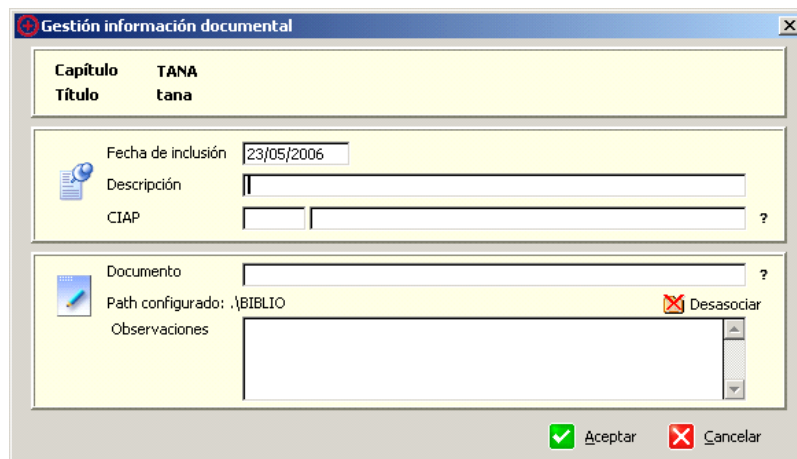 Gestión información documental
Capítulo TANA
Título tana
Fecha de inclusión 23/05/2006
Descripción
CIAP ?
Documento ?
Path configurado: .\BIBLIO Desasociar
Observaciones
Aceptar Cancelar